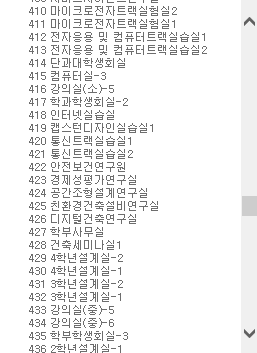 410 마이크로전자트랙실험실2
411 마이크로전자트랙실험실1
412 전자응용 및 컴퓨터트랙실습실1
413 전자응용 및 컴퓨터트랙실습실2
414 단과대학생회실
415 컴퓨터실-3
416 강의실(소)-5
417 학과학생회실-2
418 인터넷실습실
419 캡스턴디자인실습실1
420 통신트랙실습실1
421 통신트랙실습실2
422 안전보건연구원
423 경제성평가연구실
424 공간조형설계연구실
425 친환경건축설비연구실
426 디지털건축연구실
427 학부사무실
428 건축세미나실1
429 4학년설계실-2
430 4학년설계실-1
431 3학년설계실-2
432 3학년설계실-1
433 강의실(중)-5
434 강의실(중)-6
435 학부학생회실-3
436 2학년설계실-1